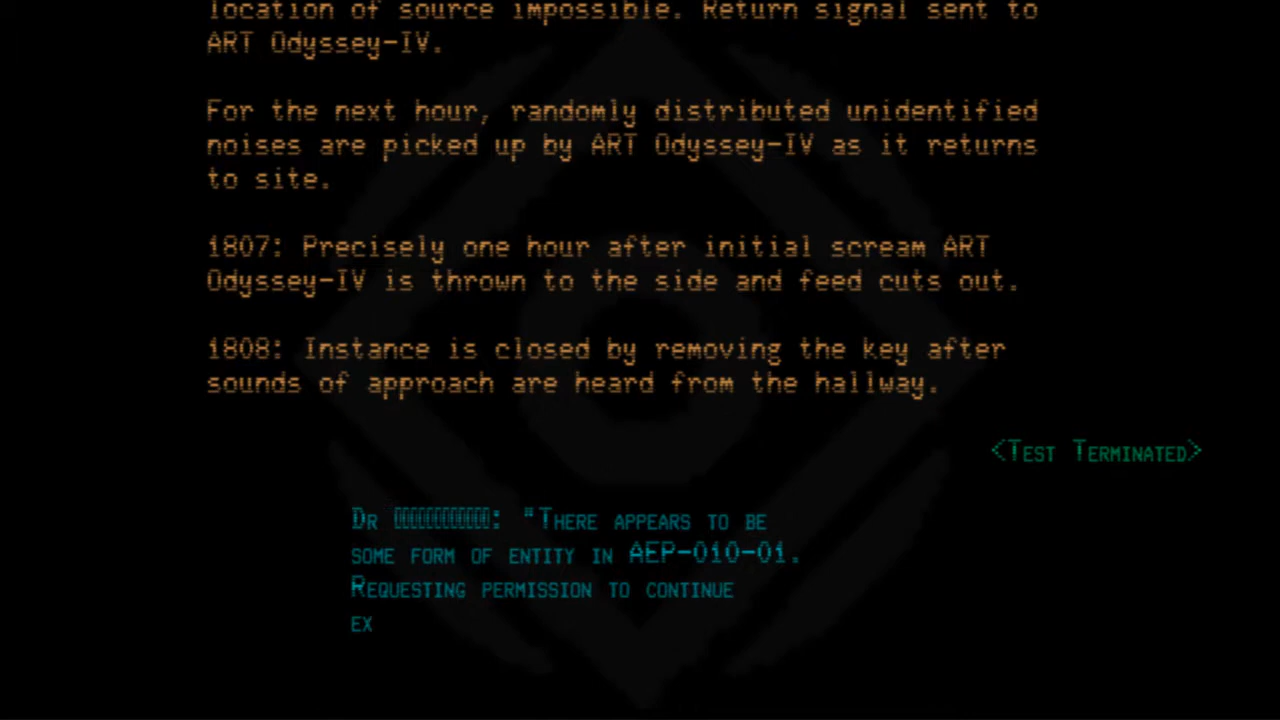 location of source impossible. Return signal sent to
ART Odyssey-IV.
For the next hour, randomly distributed unidentified
noises are picked up by ART Odyssey-IV as it returns
to site.
1807: Precisely one hour after initial scream ART
Odyssey-IV is thrown to the side and feed cuts out.
1808: Instance is closed by removing the key after
sounds of approach are heard from the hallway.
<Test Terminated>
Dr ▯▯▯▯▯▯▯▯▯▯▯▯: "There appears to be
some form of entity in AEP-010-01.
Requesting permission to continue
ex